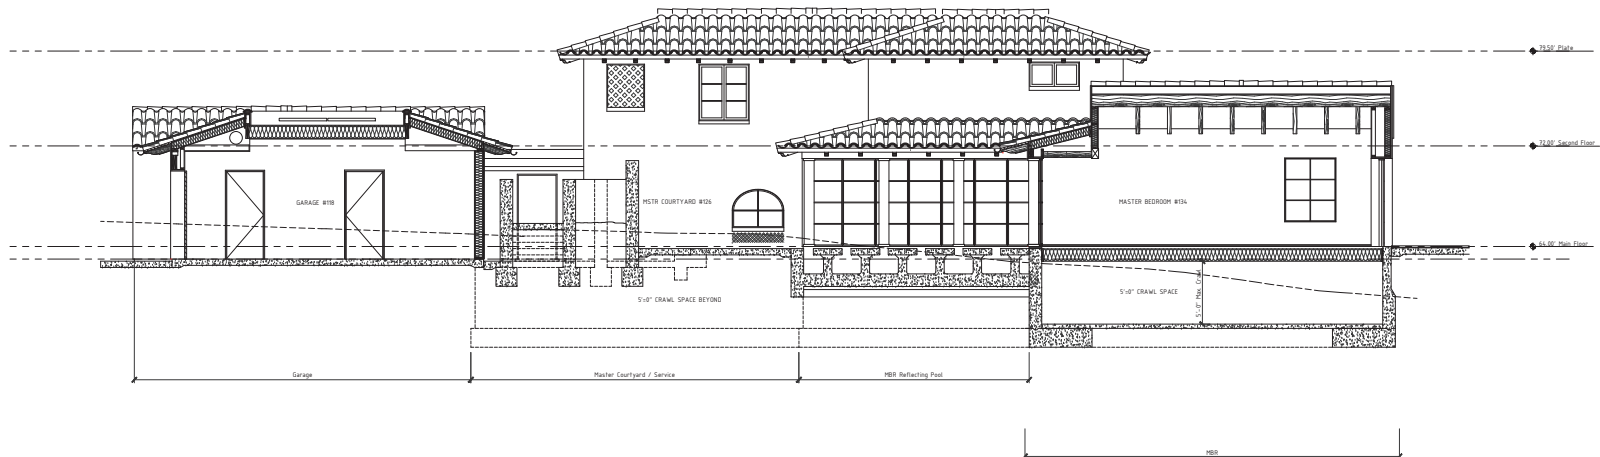 79.50' Plate
72.00' Second Floor
GARAGE #118
MSTR COURTYARD #126
MASTER BEDROOM #134
64.00' Main Floor
5'-0" CRAWL SPACE BEYOND
5'-0" CRAWL SPACE
5'-0" Max. Crawl
Garage
Master Courtyard / Service
MBR Reflecting Pool
MBR